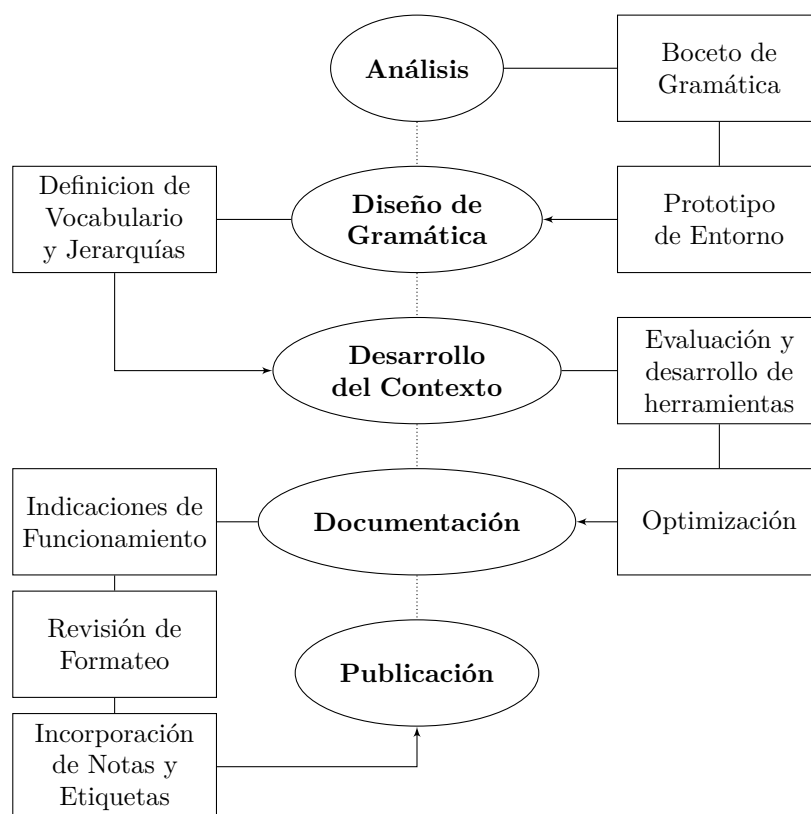 Análisis
Boceto de
Gramática
Definicion de
Vocabulario
y Jerarquías
Diseño de
Gramática
Prototipo
de Entorno
Desarrollo
del Contexto
Evaluación y
desarrollo de
herramientas
Indicaciones de
Funcionamiento
Documentación
Optimización
Revisión de
Formateo
Publicación
Incorporación
de Notas y
Etiquetas